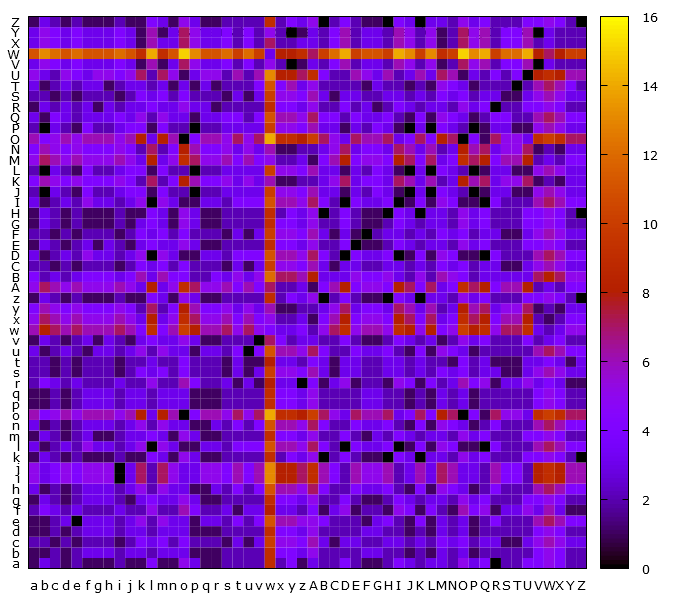 Z
Y
X
W
V
U
T
S
R
Q
P
O
N
M
L
K
J
I
H
G
F
E
D
C
B
A
z
y
x
w
v
u
t
s
r
q
p
o
n
m
l
k
j
i
h
g
f
e
d
c
b
a
a b c d e f g h i j k l m n o p q r s t u v w x y z A B C D E F G H I J K L M N O P Q R S T U V W X Y Z
16
14
12
10
8
6
4
2
0